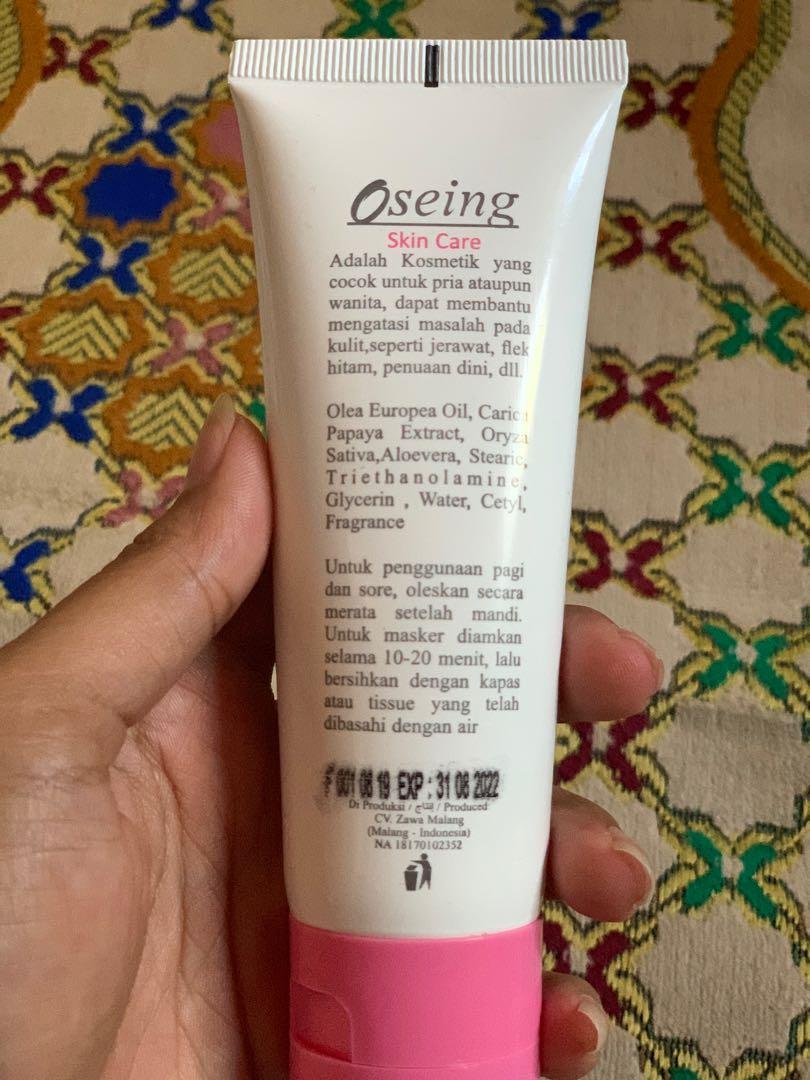 Oseing
Skin Care
Adalah Kosmetik yang
cocok untuk pria ataupun
wanita, dapat membantu
mengatasi masalah pada
kulit,seperti jerawat, flek
hitam, penuaan dini, dll.
Olea Europea Oil, Carica
Papaya Extract, Oryza
Sativa,Aloevera, Stearic,
Triethanolamine,
Glycerin , Water, Cetyl,
Fragrance
Untuk penggunaan pagi
dan sore, oleskan secara
merata setelah mandi.
Untuk masker diamkan
selama 10-20 menit, lalu
bersihkan dengan kapas
atau tissue yang telah
dibasahi dengan air
001 08 19 EXP : 31 08 2022
Di Produksi / / Produced
CV. Zawa Malang
(Malang - Indonesia)
NA 18170102352